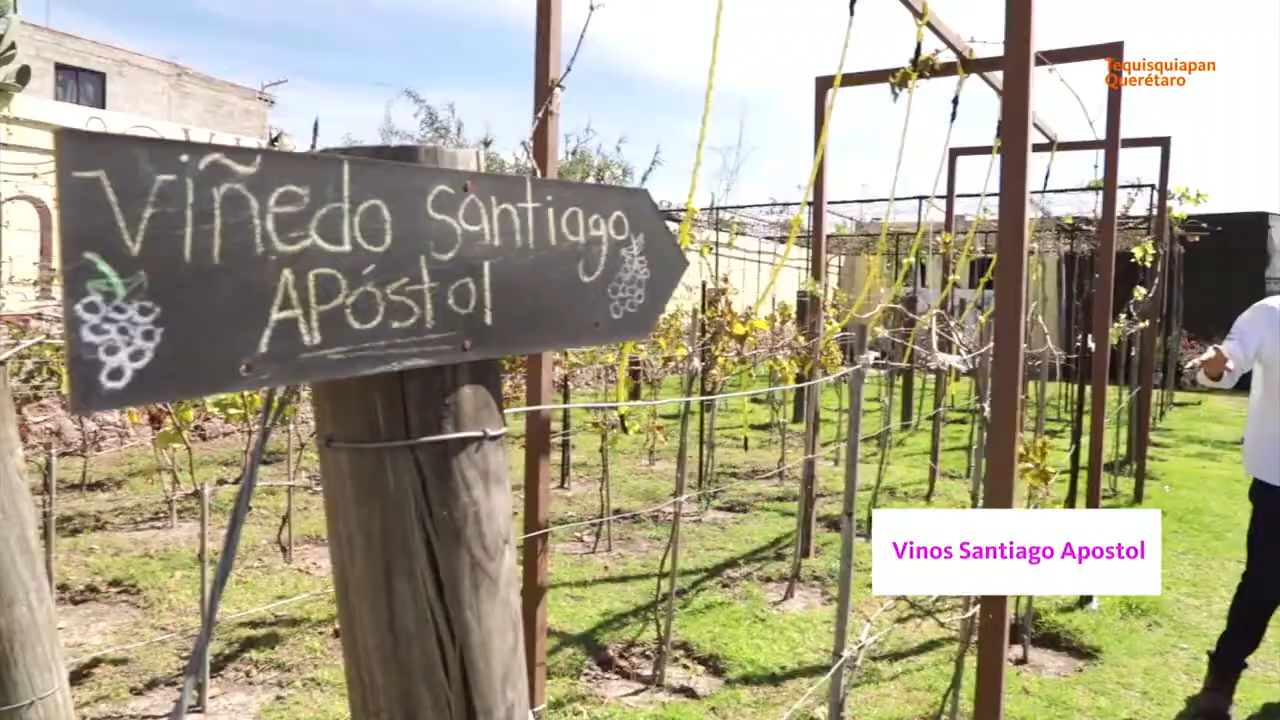 Tequisquiapan
Querétaro
Viñedo Santiago
APóstol
Vinos Santiago Apostol